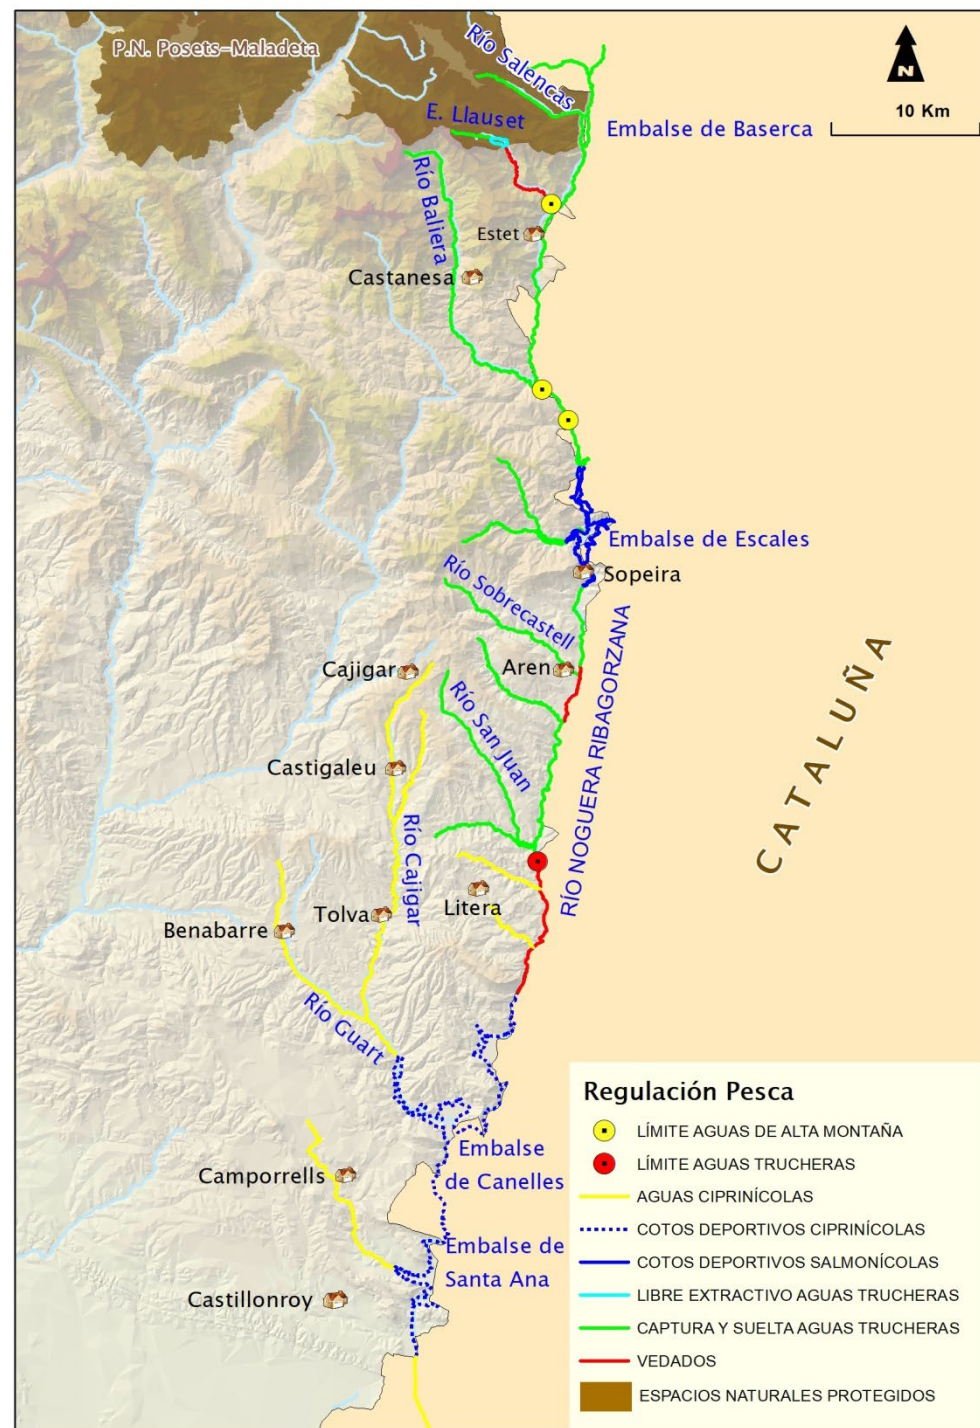 P.N. Posets-Maladeta
Río Salencas
N
10 Km
E. Llauset
Embalse de Baserca
Río Baliera
Estet
Castanesa
Embalse de Escales
Sopeira
Río Sobrecastell
Aren
Cajigar
Río San Juan
RÍO NOGUERA RIBAGORZANA
CATALUÑA
Castigaleu
Río Cajigar
Litera
Tolva
Benabarre
Río Guart
Embalse
de Canelles
Camporrells
Embalse de
Santa Ana
Castillonroy
Regulación Pesca
LÍMITE AGUAS DE ALTA MONTAÑA
LÍMITE AGUAS TRUCHERAS
AGUAS CIPRINÍCOLAS
COTOS DEPORTIVOS CIPRINÍCOLAS
COTOS DEPORTIVOS SALMONÍCOLAS
LIBRE EXTRACTIVO AGUAS TRUCHERAS
CAPTURA Y SUELTA AGUAS TRUCHERAS
VEDADOS
ESPACIOS NATURALES PROTEGIDOS